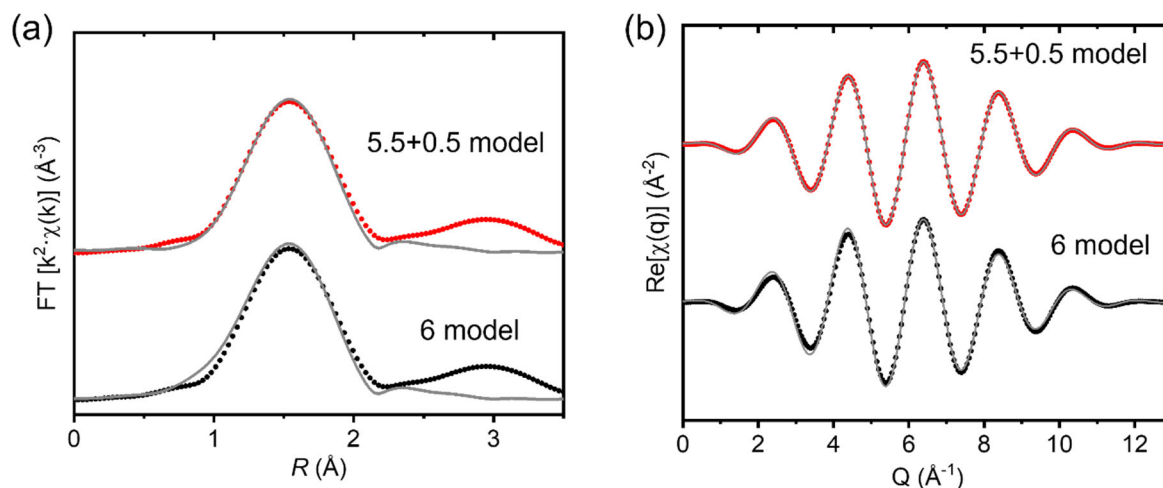 (a)
FT [k²·χ(k)] (Å⁻³)
5.5+0.5 model
6 model
0 1 2 3
R (Å)
(b)
Re[χ(q)] (Å⁻²)
5.5+0.5 model
6 model
0 2 4 6 8 10 12
Q (Å⁻¹)